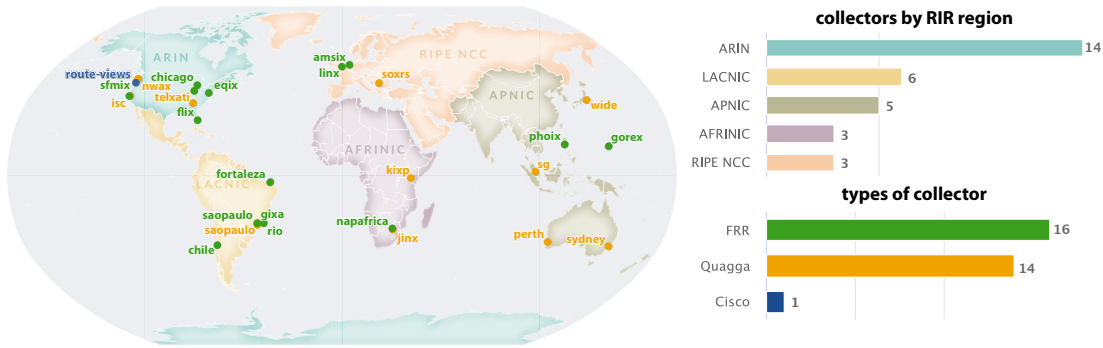 ARIN
RIPE NCC
APNIC
AFRINIC
LACNIC
amsix
linx
soxrs
route-views
chicago
sfmix
nwax
eqix
isc
telxatl
flix
wide
phoix
gorex
sg
kixp
fortaleza
saopaulo
gixa
saopaulo
rio
chile
napafrica
jinx
perth
sydney
collectors by RIR region
ARIN 14
LACNIC 6
APNIC 5
AFRINIC 3
RIPE NCC 3
types of collector
FRR 16
Quagga 14
Cisco 1